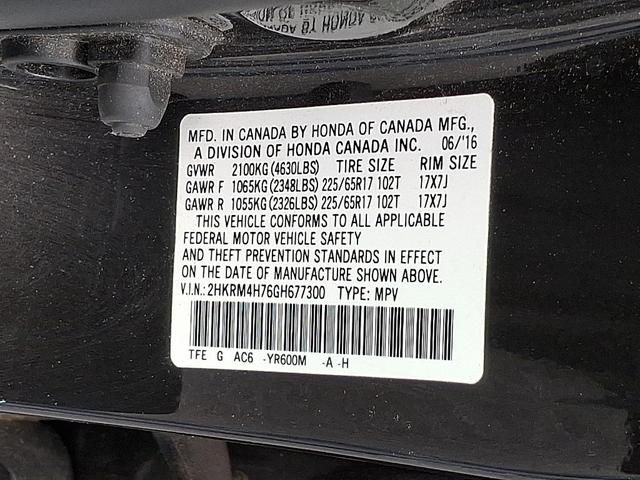 MFD. IN CANADA BY HONDA OF CANADA MFG.,
A DIVISION OF HONDA CANADA INC. 06/'16
GVWR 2100KG (4630LBS) TIRE SIZE RIM SIZE
GAWR F 1065KG (2348LBS) 225/65R17 102T 17X7J
GAWR R 1055KG (2326LBS) 225/65R17 102T 17X7J
THIS VEHICLE CONFORMS TO ALL APPLICABLE
FEDERAL MOTOR VEHICLE SAFETY
AND THEFT PREVENTION STANDARDS IN EFFECT
ON THE DATE OF MANUFACTURE SHOWN ABOVE.
V.I.N.: 2HKRM4H76GH677300 TYPE: MPV
TFE G AC6 -YR600M -A -H